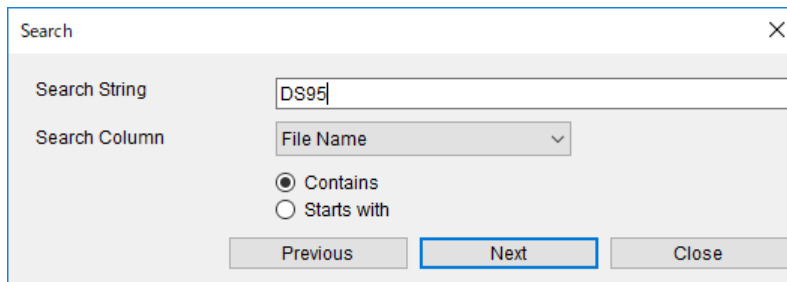 Search
Search String DS95
Search Column File Name
Contains
Starts with
Previous Next Close